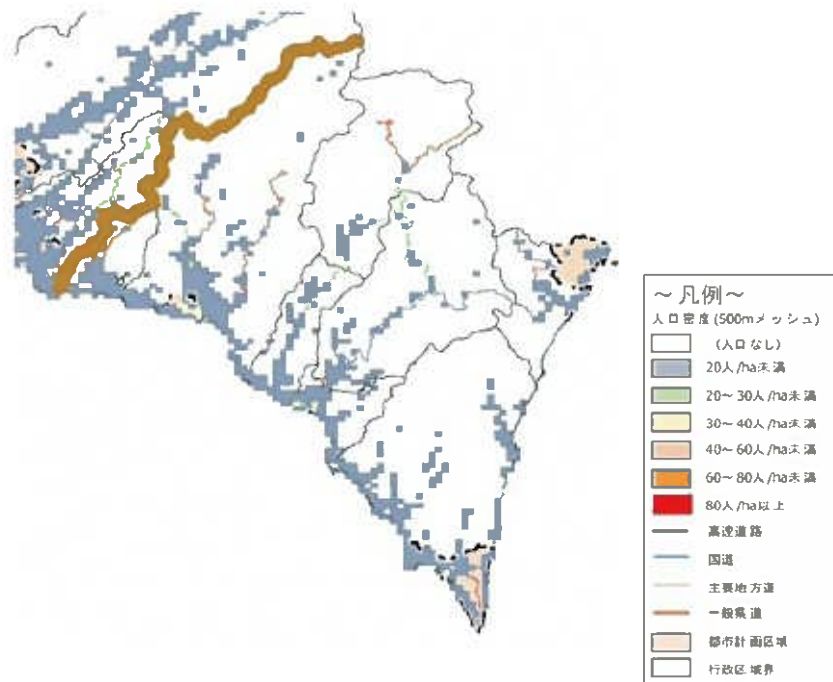 ～凡例～
人口密度(500mメッシュ)
(人口なし)
20人/ha未満
20～30人/ha未満
30～40人/ha未満
40～60人/ha未満
60～80人/ha未満
80人/ha以上
高速道路
国道
主要地方道
一般県道
都市計画区域
行政区域界